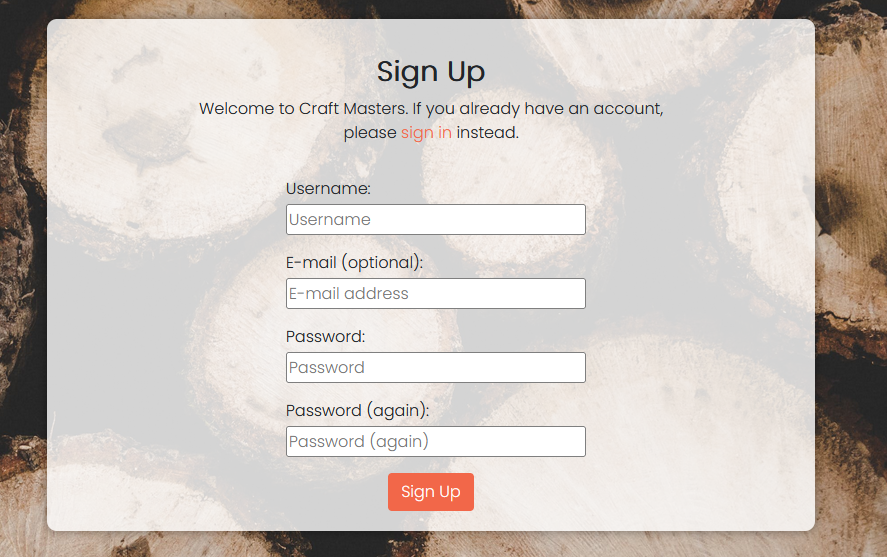 Sign Up
Welcome to Craft Masters. If you already have an account,
please sign in instead.
Username:
Username
E-mail (optional):
E-mail address
Password:
Password
Password (again):
Password (again)
Sign Up